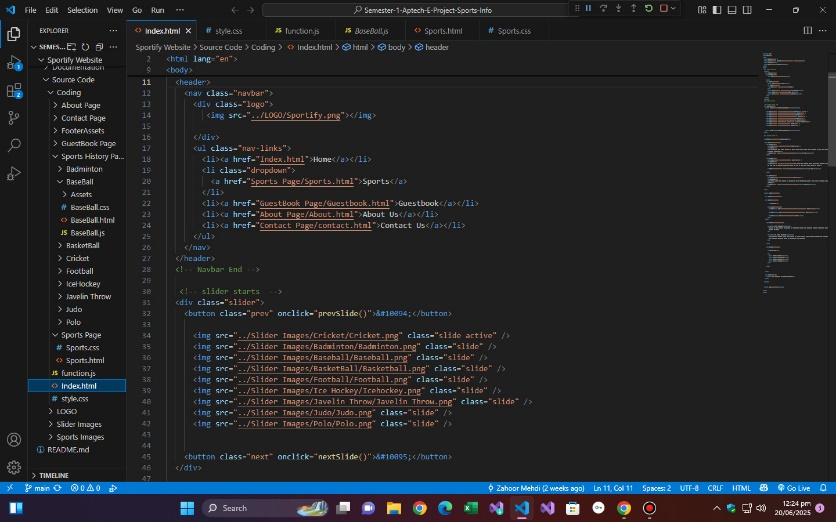 File Edit Selection View Go Run ···
Semester-1-Aptech-E-Project-Sports-Info
EXPLORER
SEMES...
Sportify Website
Documentation
Source Code
Coding
About Page
Contact Page
FooterAssets
GuestBook Page
Sports History Pa...
Badminton
BaseBall
Assets
# BaseBall.css
<> BaseBall.html
JS BaseBall.js
BasketBall
Cricket
Football
IceHockey
Javelin Throw
Judo
Polo
Sports Page
# Sports.css
<> Sports.html
JS function.js
<> Index.html
# style.css
LOGO
Slider Images
Sports Images
README.md
TIMELINE
<> Index.html # style.css JS function.js JS BaseBall.js <> Sports.html # Sports.css
Sportify Website > Source Code > Coding > <> Index.html > html > body > header
2 <html lang="en">
9 <body>
11 <header>
12 <nav class="navbar">
13 <div class="logo">
14 <img src="../LOGO/Sportify.png"></img>
15
16 </div>
17 <ul class="nav-links">
18 <li><a href="Index.html">Home</a></li>
19 <li class="dropdown">
20 <a href="Sports Page/Sports.html">Sports</a>
21 </li>
22 <li><a href="GuestBook Page/Guestbook.html">Guestbook</a></li>
23 <li><a href="About Page/About.html">About Us</a></li>
24 <li><a href="Contact Page/contact.html">Contact Us</a></li>
25 </ul>
26 </nav>
27 </header>
28 <!-- Navbar End -->
29
30 <!-- slider starts  -->
31 <div class="slider">
32 <button class="prev" onclick="prevSlide()">&#10094;</button>
33
34 <img src="../Slider Images/Cricket/Cricket.png" class="slide active" />
35 <img src="../Slider Images/Badminton/Badminton.png" class="slide" />
36 <img src="../Slider Images/Baseball/Baseball.png" class="slide" />
37 <img src="../Slider Images/BasketBall/Basketball.png" class="slide" />
38 <img src="../Slider Images/Football/Football.png" class="slide" />
39 <img src="../Slider Images/Ice Hockey/Icehockey.png" class="slide" />
40 <img src="../Slider Images/Javelin Throw/Javelin Throw.png" class="slide" />
41 <img src="../Slider Images/Judo/Judo.png" class="slide" />
42 <img src="../Slider Images/Polo/Polo.png" class="slide" />
43
44
45 <button class="next" onclick="nextSlide()">&#10095;</button>
46 </div>
47
main 0 0 Zahoor Mehdi (2 weeks ago) Ln 11, Col 11 Spaces: 2 UTF-8 CRLF HTML Go Live
Search
12:24 pm
20/06/2025